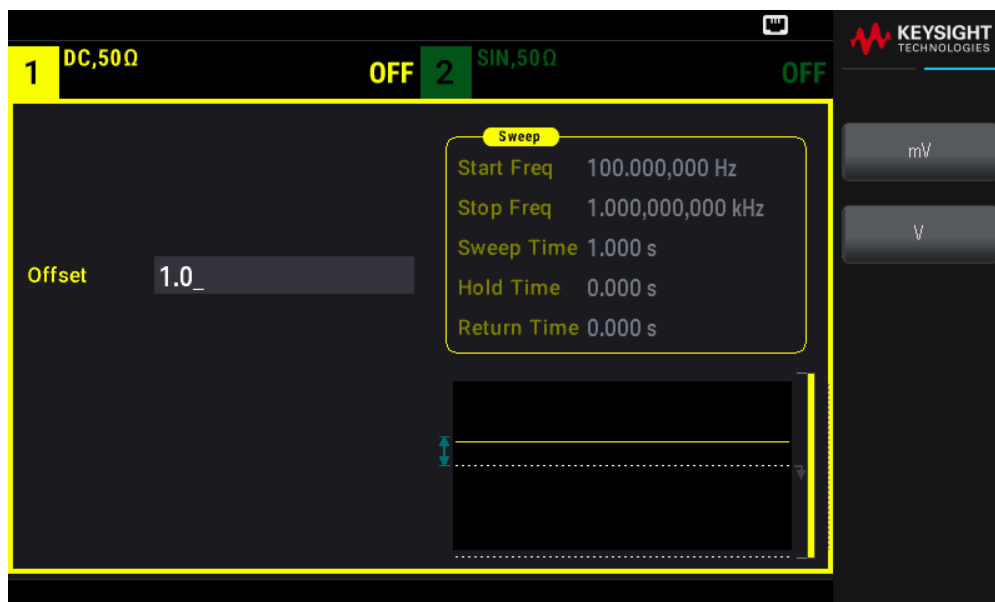 KEYSIGHT
TECHNOLOGIES
1 DC,50Ω OFF 2 SIN,50Ω OFF
Sweep
Start Freq 100.000,000 Hz
Stop Freq 1.000,000,000 kHz
Sweep Time 1.000 s
Hold Time 0.000 s
Return Time 0.000 s
Offset 1.0_
mV
V